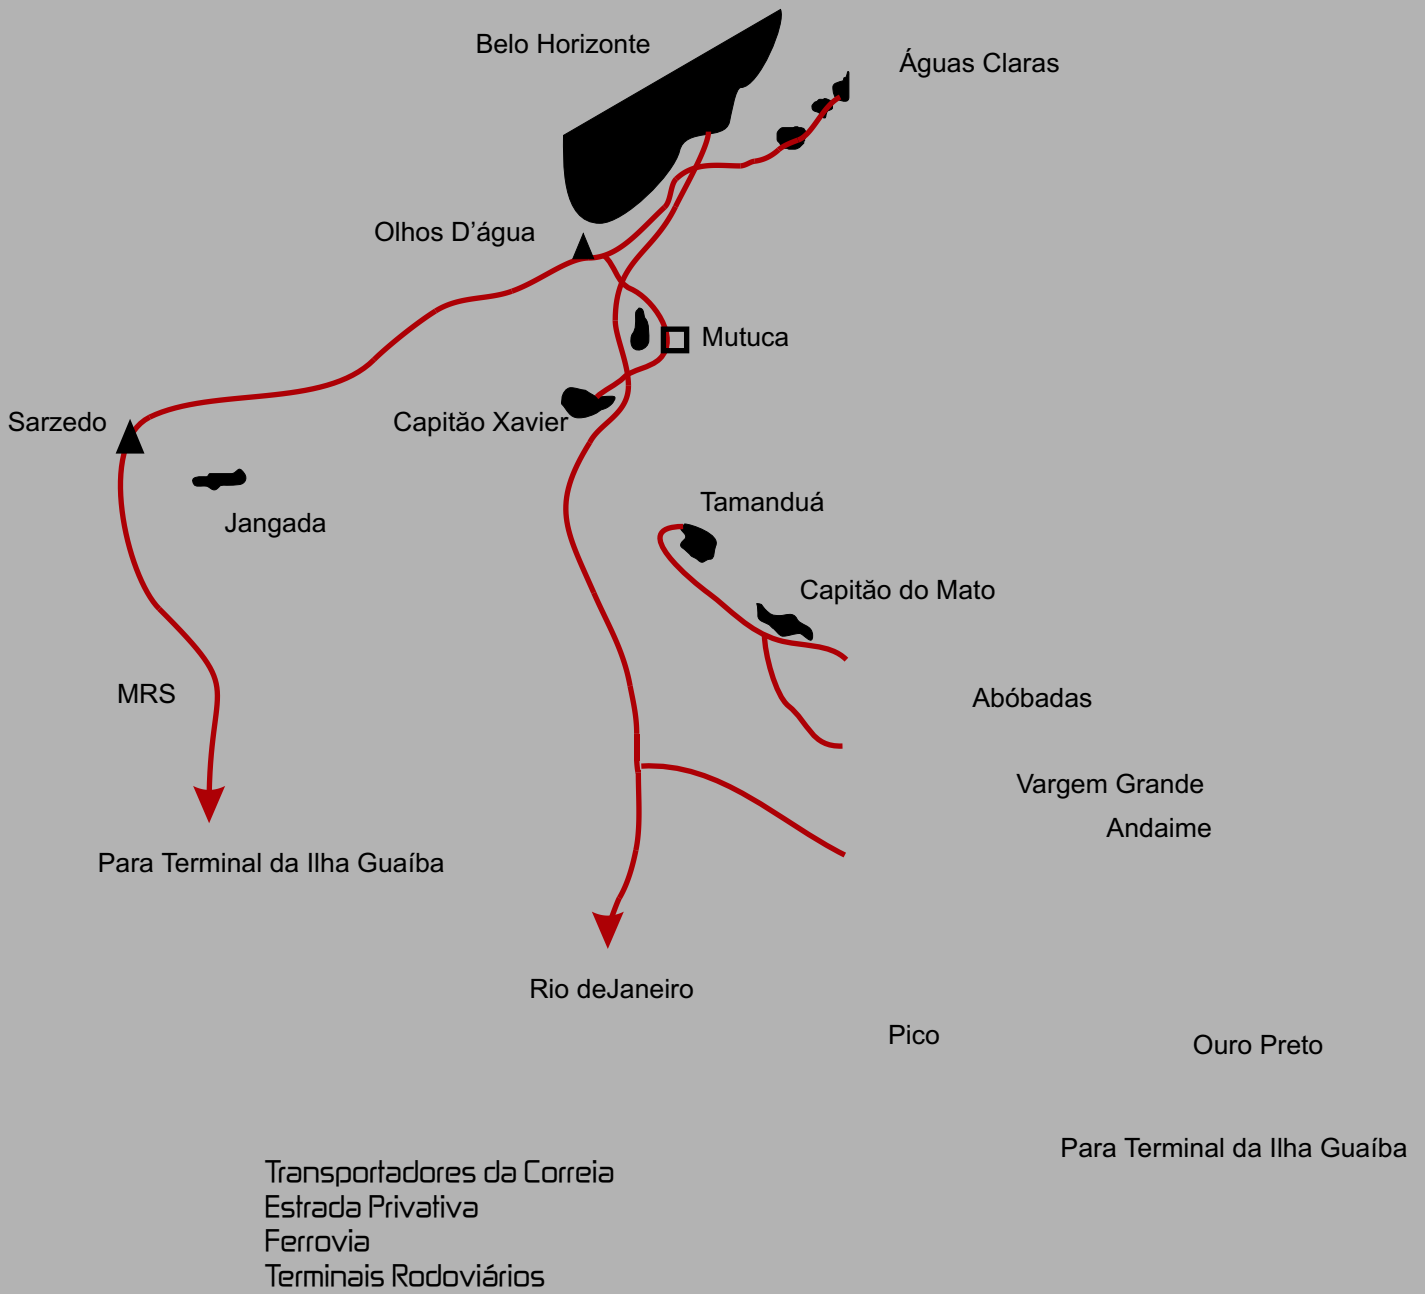 Belo Horizonte
Águas Claras
Olhos D'água
Mutuca
Sarzedo
Capităo Xavier
Jangada
Tamanduá
Capităo do Mato
MRS
Abóbadas
Vargem Grande
Andaime
Para Terminal da Ilha Guaíba
Rio deJaneiro
Pico
Ouro Preto
Para Terminal da Ilha Guaíba
Transportadores da Correia
Estrada Privativa
Ferrovia
Terminais Rodoviários